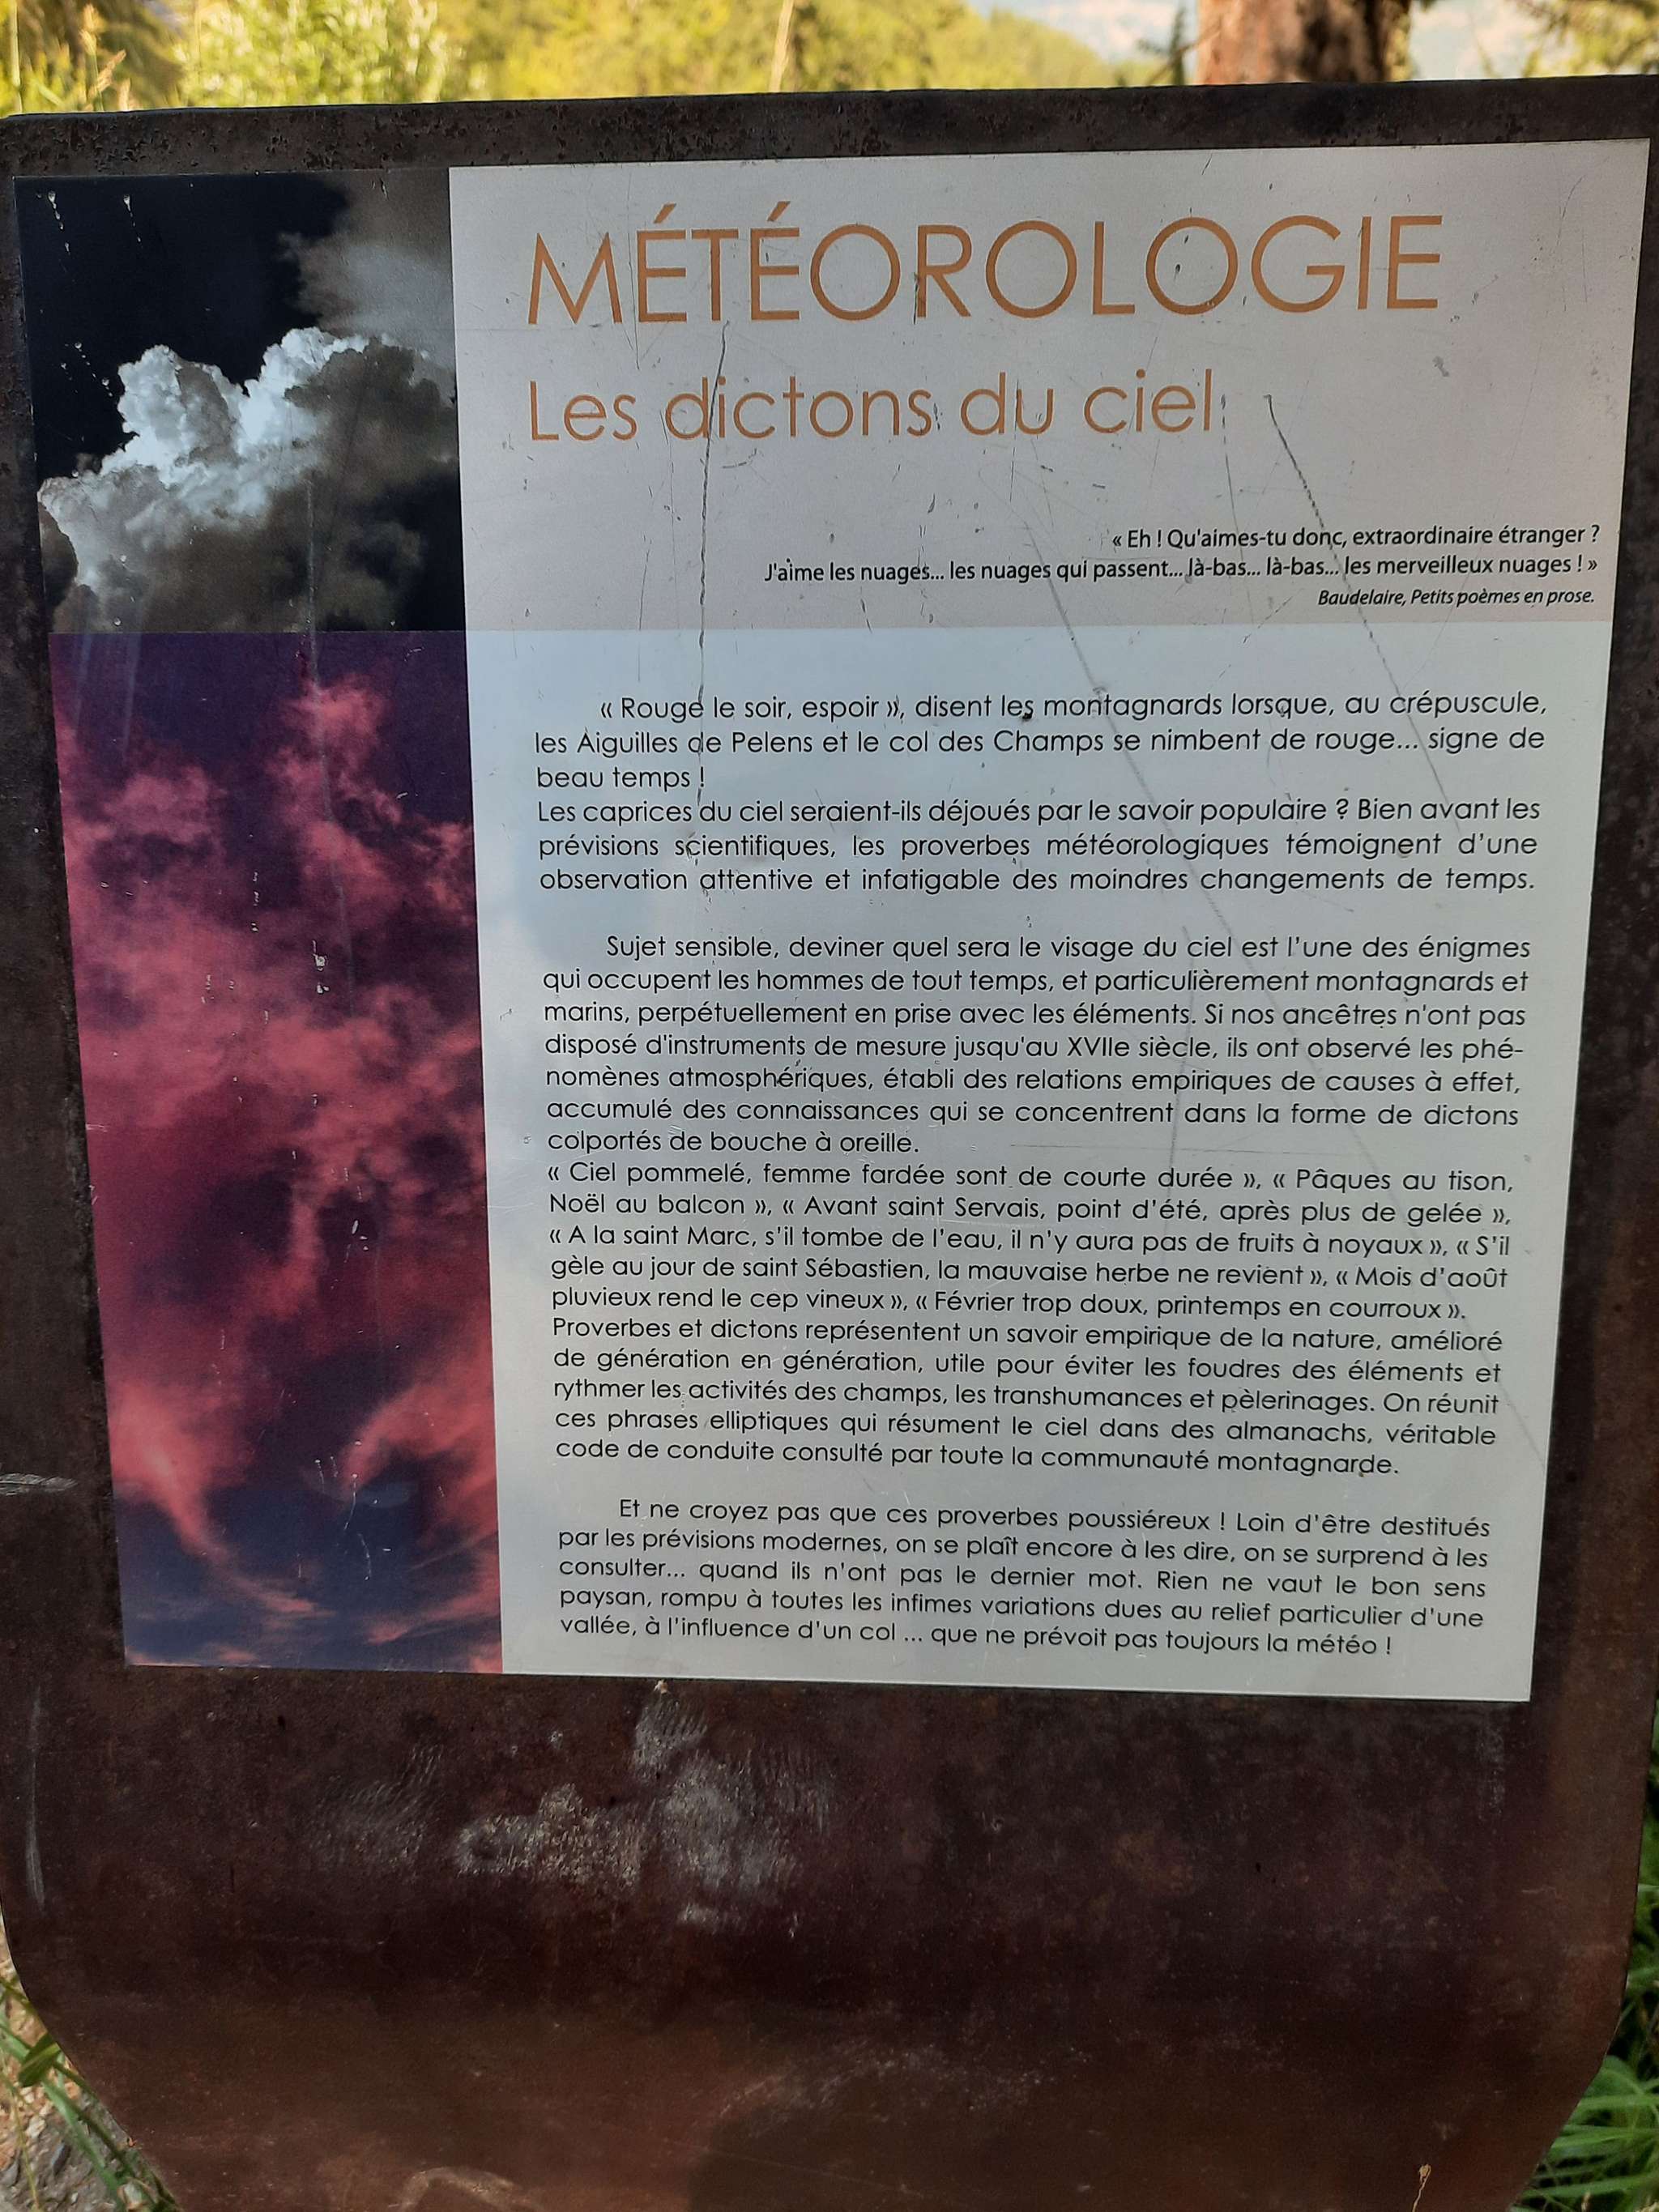 MÉTÉOROLOGIE
Les dictons du ciel
« Eh ! Qu'aimes-tu donc, extraordinaire étranger ?
J'aime les nuages... les nuages qui passent... là-bas... là-bas... les merveilleux nuages ! »
Baudelaire, Petits poèmes en prose.
« Rouge le soir, espoir », disent les montagnards lorsque, au crépuscule,
les Aiguilles de Pelens et le col des Champs se nimbent de rouge... signe de
beau temps !
Les caprices du ciel seraient-ils déjoués par le savoir populaire ? Bien avant les
prévisions scientifiques, les proverbes météorologiques témoignent d'une
observation attentive et infatigable des moindres changements de temps.
Sujet sensible, deviner quel sera le visage du ciel est l'une des énigmes
qui occupent les hommes de tout temps, et particulièrement montagnards et
marins, perpétuellement en prise avec les éléments. Si nos ancêtres n'ont pas
disposé d'instruments de mesure jusqu'au XVIIe siècle, ils ont observé les phé-
nomènes atmosphériques, établi des relations empiriques de causes à effet,
accumulé des connaissances qui se concentrent dans la forme de dictons
colportés de bouche à oreille.
« Ciel pommelé, femme fardée sont de courte durée », « Pâques au tison,
Noël au balcon », « Avant saint Servais, point d'été, après plus de gelée »,
« A la saint Marc, s'il tombe de l'eau, il n'y aura pas de fruits à noyaux », « S'il
gèle au jour de saint Sébastien, la mauvaise herbe ne revient », « Mois d'août
pluvieux rend le cep vineux », « Février trop doux, printemps en courroux ».
Proverbes et dictons représentent un savoir empirique de la nature, amélioré
de génération en génération, utile pour éviter les foudres des éléments et
rythmer les activités des champs, les transhumances et pèlerinages. On réunit
ces phrases elliptiques qui résument le ciel dans des almanachs, véritable
code de conduite consulté par toute la communauté montagnarde.
Et ne croyez pas que ces proverbes poussiéreux ! Loin d'être destitués
par les prévisions modernes, on se plaît encore à les dire, on se surprend à les
consulter... quand ils n'ont pas le dernier mot. Rien ne vaut le bon sens
paysan, rompu à toutes les infimes variations dues au relief particulier d'une
vallée, à l'influence d'un col ... que ne prévoit pas toujours la météo !